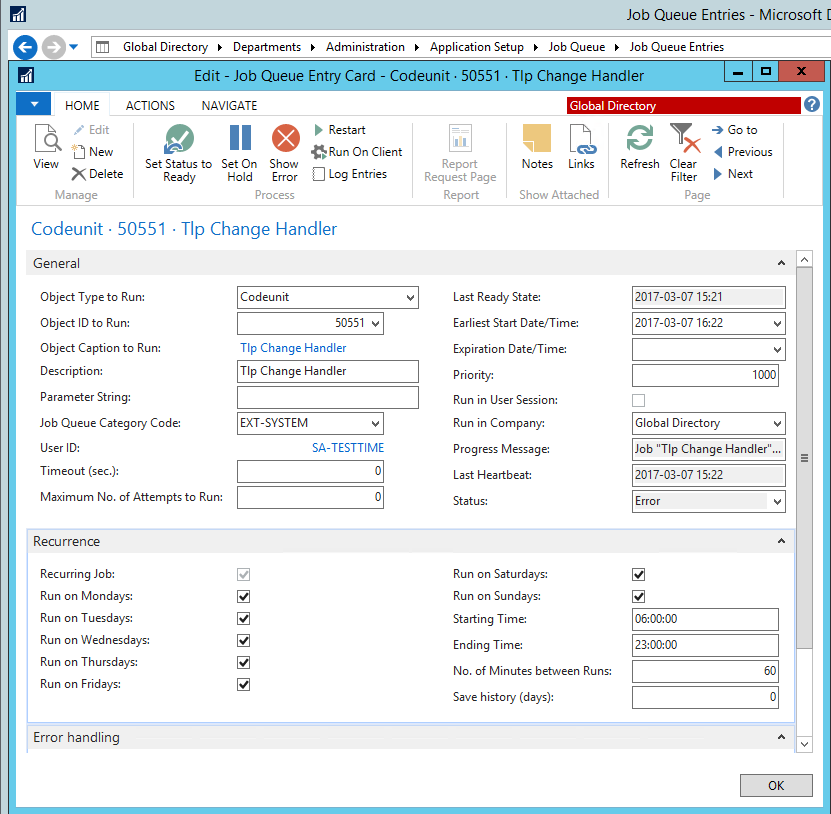 Job Queue Entries - Microsoft D
Global Directory Departments Administration Application Setup Job Queue Job Queue Entries
Edit - Job Queue Entry Card - Codeunit · 50551 · Tlp Change Handler
HOME ACTIONS NAVIGATE
Global Directory
View
Edit
New
Delete
Manage
Set Status to Ready
Set On Hold
Show Error
Restart
Run On Client
Log Entries
Process
Report Request Page
Report
Notes
Links
Show Attached
Refresh
Clear Filter
Go to
Previous
Next
Page
Codeunit · 50551 · Tlp Change Handler
General
Object Type to Run: Codeunit
Object ID to Run: 50551
Object Caption to Run: Tlp Change Handler
Description: Tlp Change Handler
Parameter String:
Job Queue Category Code: EXT-SYSTEM
User ID: SA-TESTTIME
Timeout (sec.): 0
Maximum No. of Attempts to Run: 0
Last Ready State: 2017-03-07 15:21
Earliest Start Date/Time: 2017-03-07 16:22
Expiration Date/Time:
Priority: 1000
Run in User Session:
Run in Company: Global Directory
Progress Message: Job "Tlp Change Handler"...
Last Heartbeat: 2017-03-07 15:22
Status: Error
Recurrence
Recurring Job:
Run on Mondays:
Run on Tuesdays:
Run on Wednesdays:
Run on Thursdays:
Run on Fridays:
Run on Saturdays:
Run on Sundays:
Starting Time: 06:00:00
Ending Time: 23:00:00
No. of Minutes between Runs: 60
Save history (days): 0
Error handling
OK